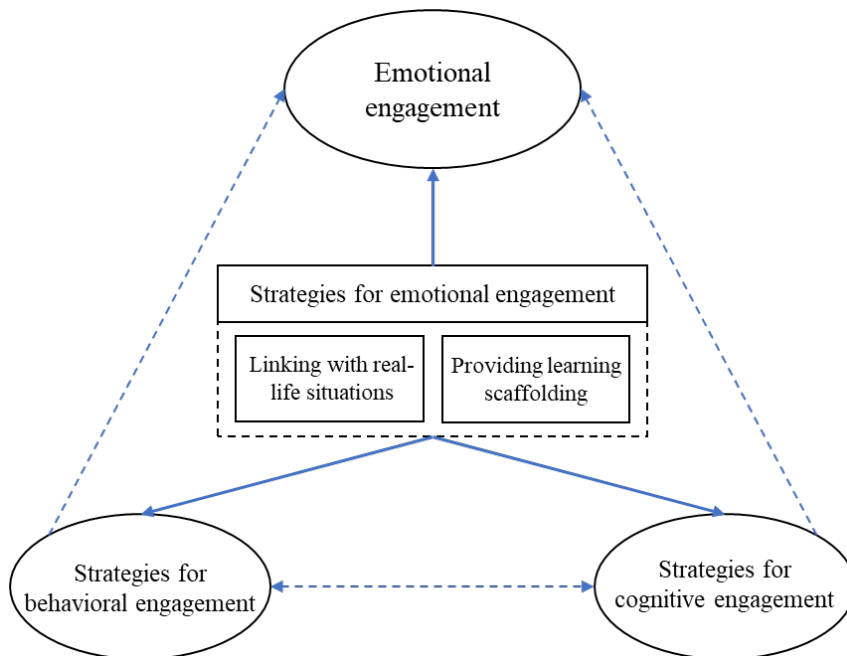 Emotional
engagement
Strategies for emotional engagement
Linking with real-
life situations
Providing learning
scaffolding
Strategies for
behavioral engagement
Strategies for
cognitive engagement